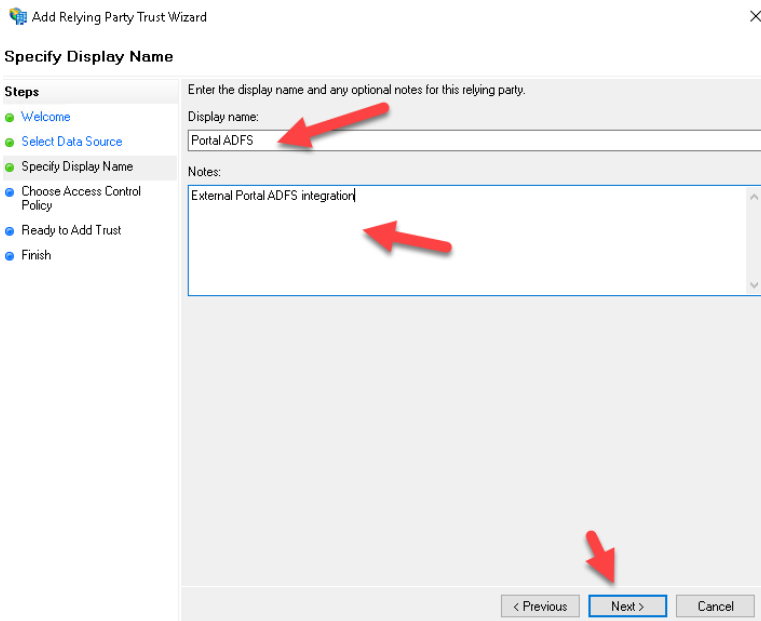 Add Relying Party Trust Wizard
Specify Display Name
Steps
Welcome
Select Data Source
Specify Display Name
Choose Access Control
Policy
Ready to Add Trust
Finish
Enter the display name and any optional notes for this relying party.
Display name:
Portal ADFS
Notes:
External Portal ADFS integration
< Previous
Next >
Cancel